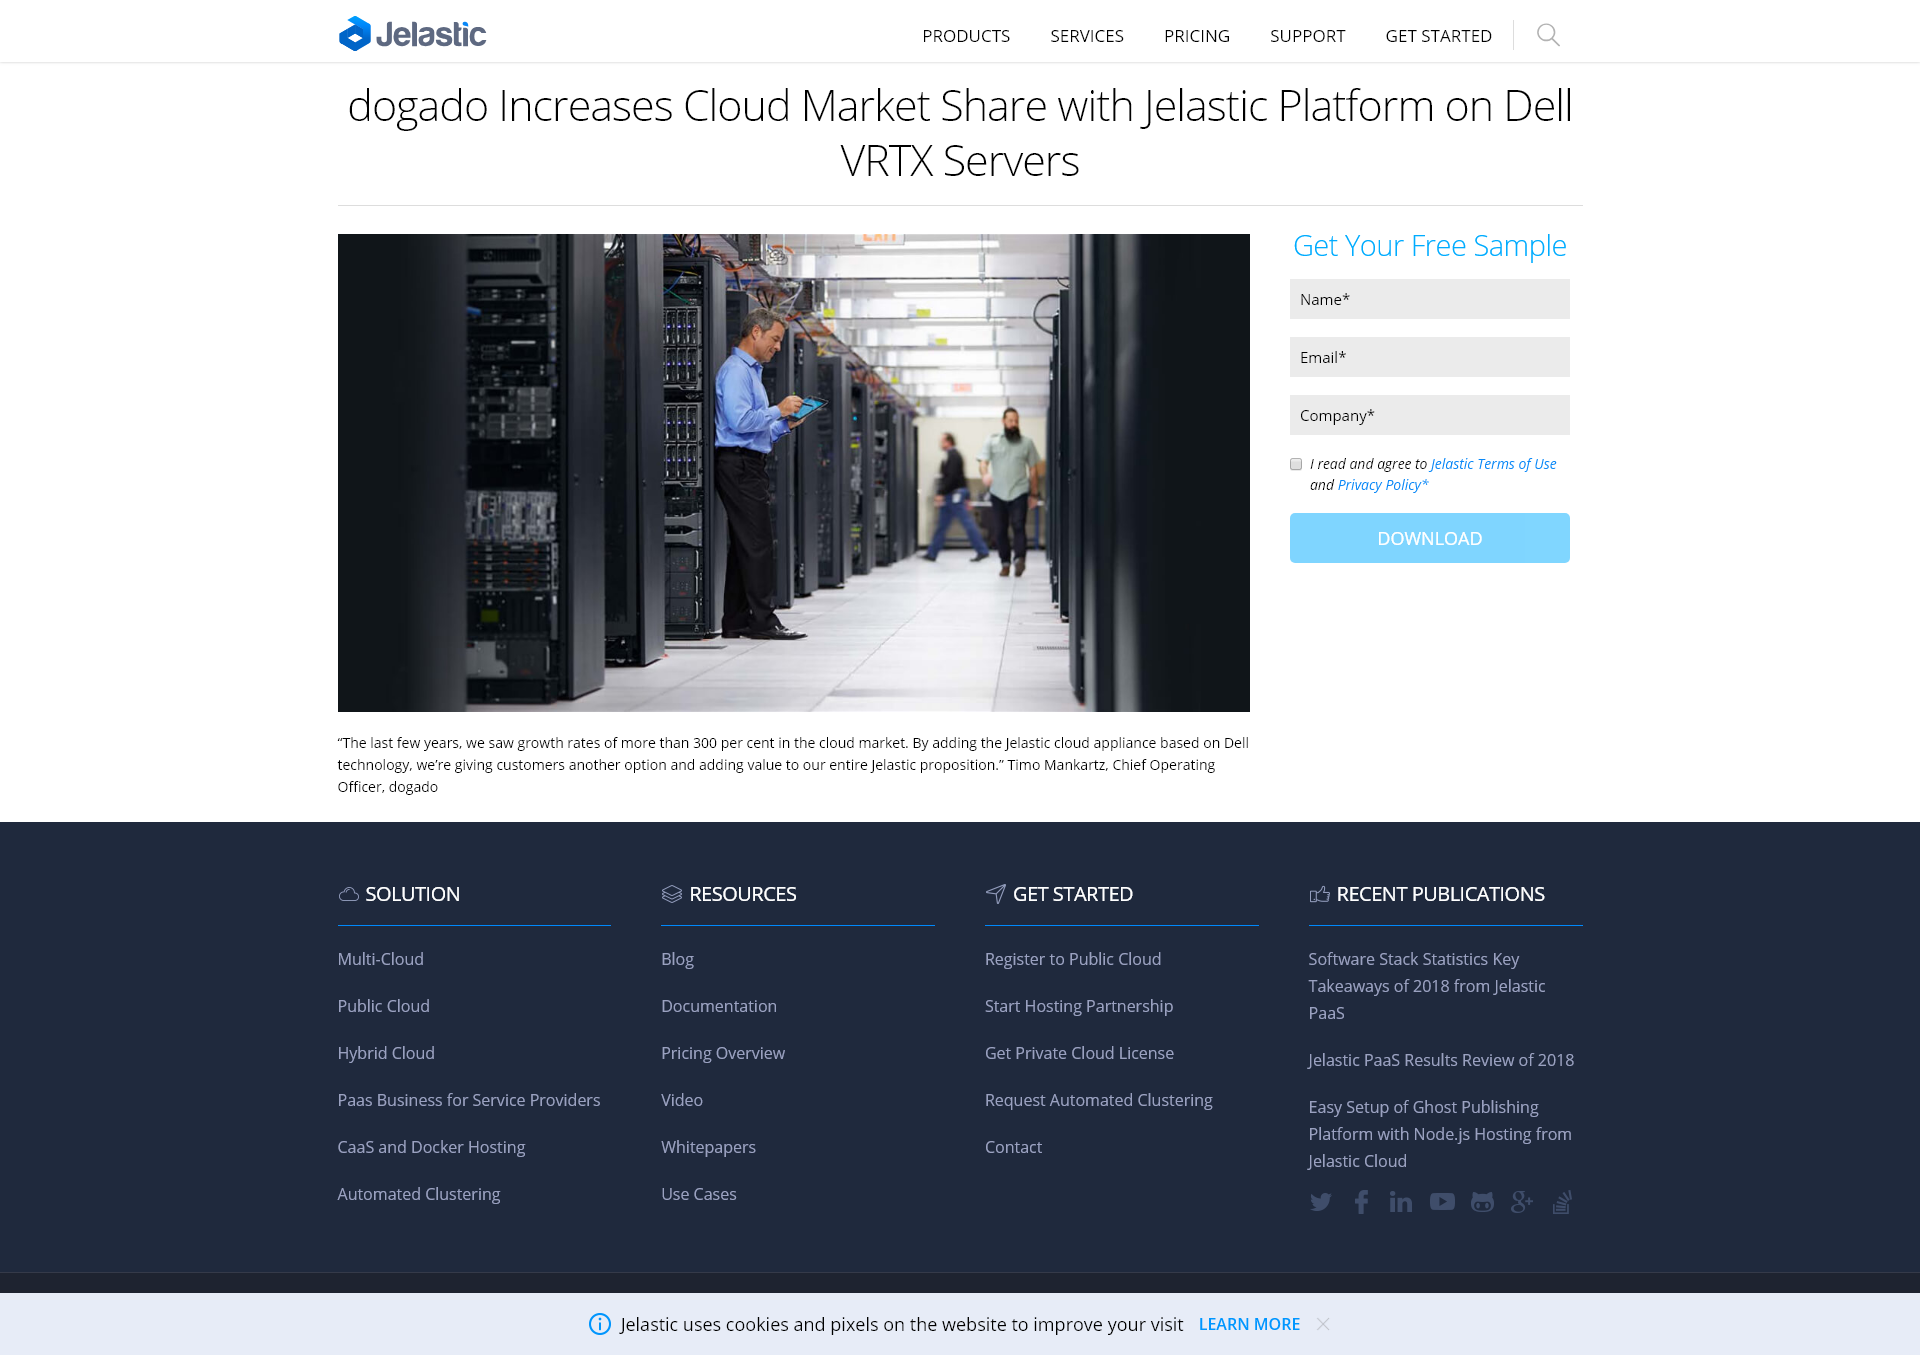 Jelastic
PRODUCTS
SERVICES
PRICING
SUPPORT
GET STARTED
dogado Increases Cloud Market Share with Jelastic Platform on Dell
VRTX Servers
EXIT
Get Your Free Sample
Name*
Email*
Company*
I read and agree to Jelastic Terms of Use
and Privacy Policy*
DOWNLOAD
“The last few years, we saw growth rates of more than 300 per cent in the cloud market. By adding the Jelastic cloud appliance based on Dell
technology, we’re giving customers another option and adding value to our entire Jelastic proposition.” Timo Mankartz, Chief Operating
Officer, dogado
SOLUTION
Multi-Cloud
Public Cloud
Hybrid Cloud
Paas Business for Service Providers
CaaS and Docker Hosting
Automated Clustering
RESOURCES
Blog
Documentation
Pricing Overview
Video
Whitepapers
Use Cases
GET STARTED
Register to Public Cloud
Start Hosting Partnership
Get Private Cloud License
Request Automated Clustering
Contact
RECENT PUBLICATIONS
Software Stack Statistics Key
Takeaways of 2018 from Jelastic
PaaS
Jelastic PaaS Results Review of 2018
Easy Setup of Ghost Publishing
Platform with Node.js Hosting from
Jelastic Cloud
Jelastic uses cookies and pixels on the website to improve your visit
LEARN MORE